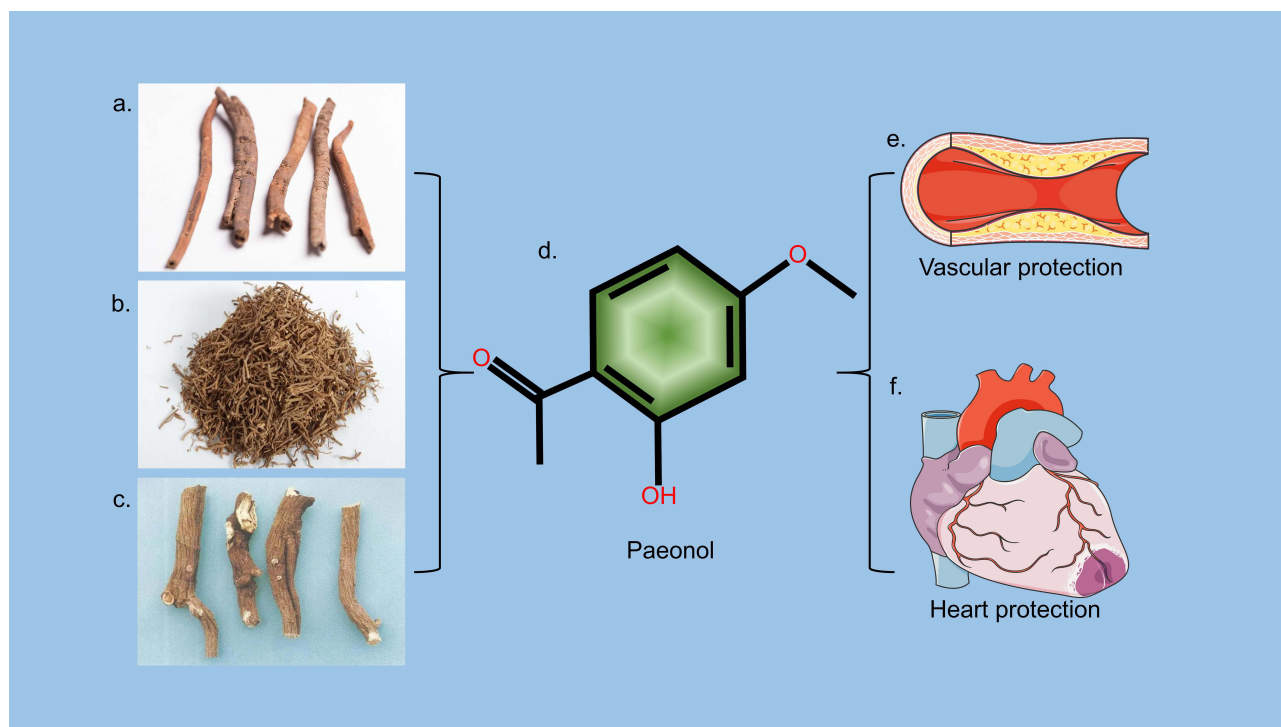 a.
b.
c.
d.
O
O
OH
Paeonol
e.
Vascular protection
f.
Heart protection